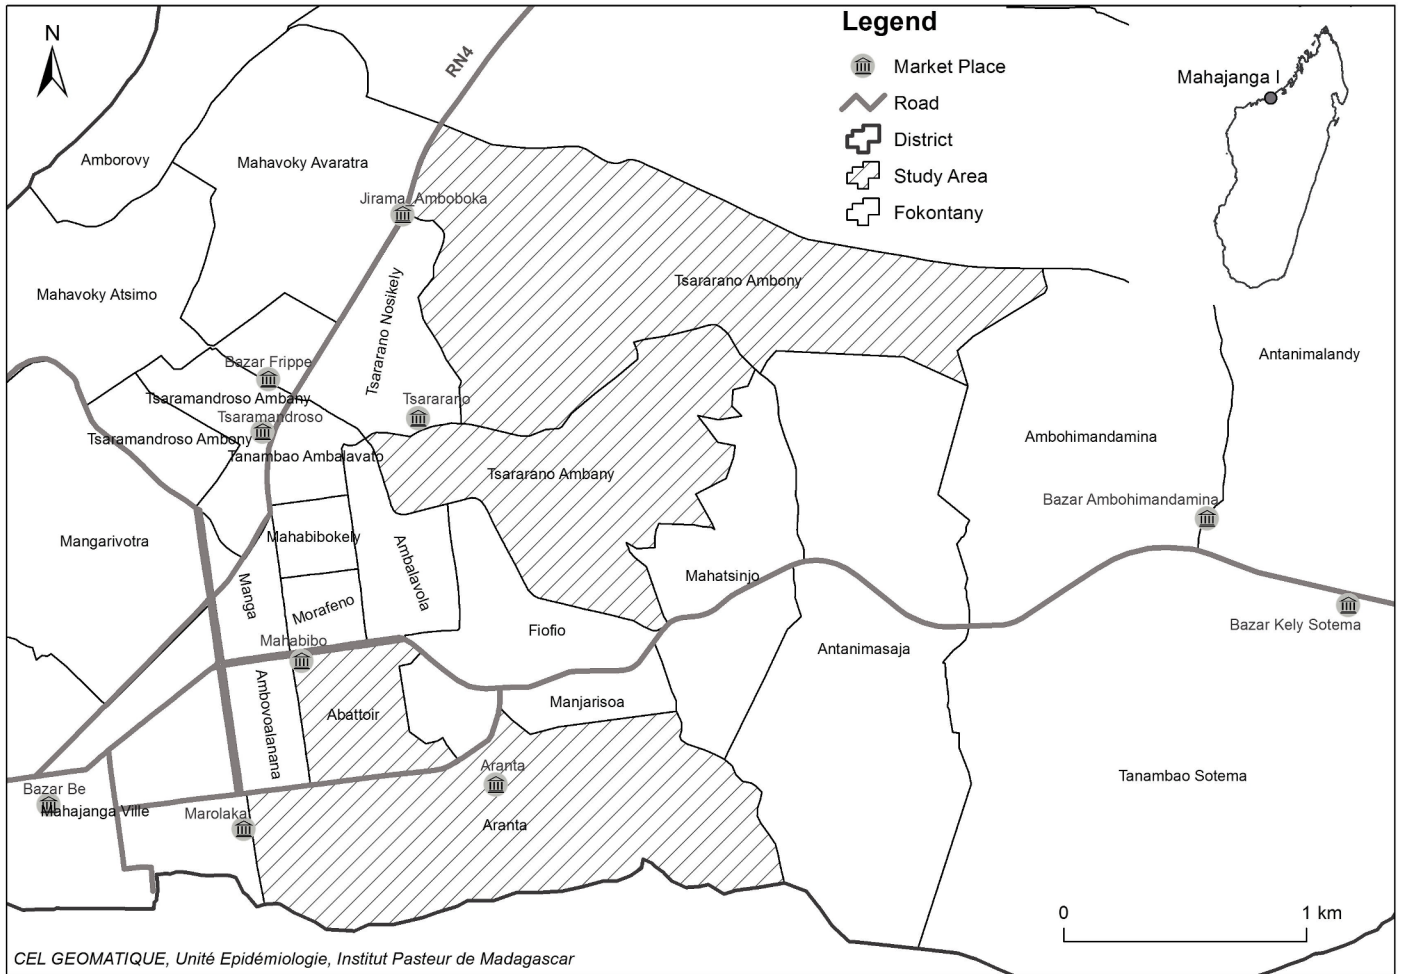 Legend
N
RN4
Market Place
Mahajanga I
Road
District
Study Area
Fokontany
Amborovy
Mahavoky Avaratra
Jirama_Amboboka
Mahavoky Atsimo
Tsararano Nosikely
Tsararano Ambony
Antanimalandy
Bazar Frippe
Tsaramandroso Ambany
Tsararano
Tsaramandroso
Tsaramandroso Ambony
Tanambao Ambalavato
Tsararano Ambany
Ambohimandamina
Bazar Ambohimandamina
Mangarivotra
Mahabibokely
Ambalavola
Mahatsinjo
Manga
Morafeno
Fiofio
Bazar Kely Sotema
Mahabibo
Antanimasaja
Ambovoalanana
Abattoir
Manjarisoa
Aranta
Tanambao Sotema
Bazar Be
Mahajanga Ville
Marolaka
Aranta
0 1 km
CEL GEOMATIQUE, Unité Epidémiologie, Institut Pasteur de Madagascar